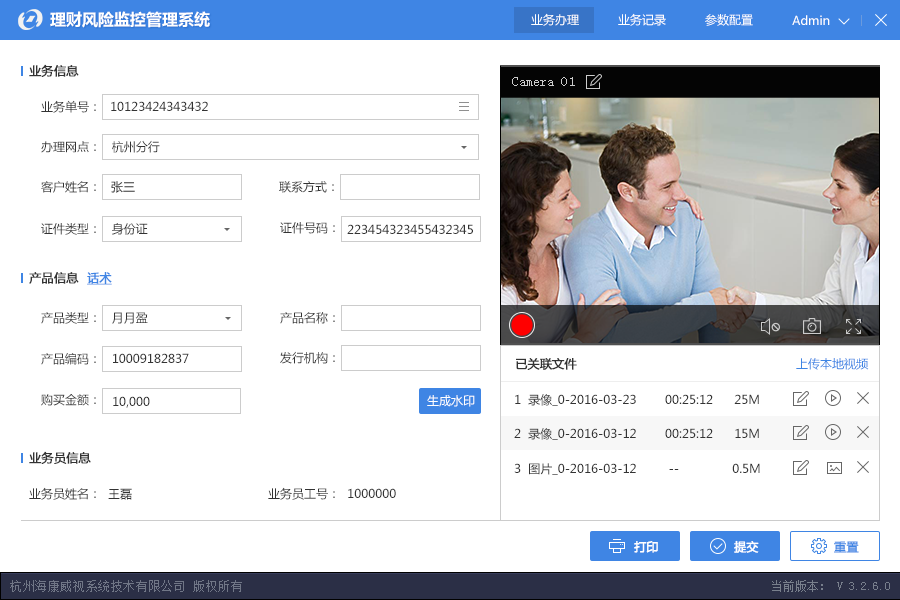 理财风险监控管理系统 业务办理 业务记录 参数配置 Admin
业务信息
业务单号： 10123424343432
办理网点： 杭州分行
客户姓名： 张三 联系方式：
证件类型： 身份证 证件号码： 223454323455432345
产品信息 话术
产品类型： 月月盈 产品名称：
产品编码： 10009182837 发行机构：
购买金额： 10,000 生成水印
业务员信息
业务员姓名： 王磊 业务员工号： 1000000
Camera 01
已关联文件 上传本地视频
1 录像_0-2016-03-23 00:25:12 25M
2 录像_0-2016-03-12 00:25:12 15M
3 图片_0-2016-03-12 -- 0.5M
打印 提交 重置
杭州海康威视系统技术有限公司 版权所有 当前版本： V 3.2.6.0